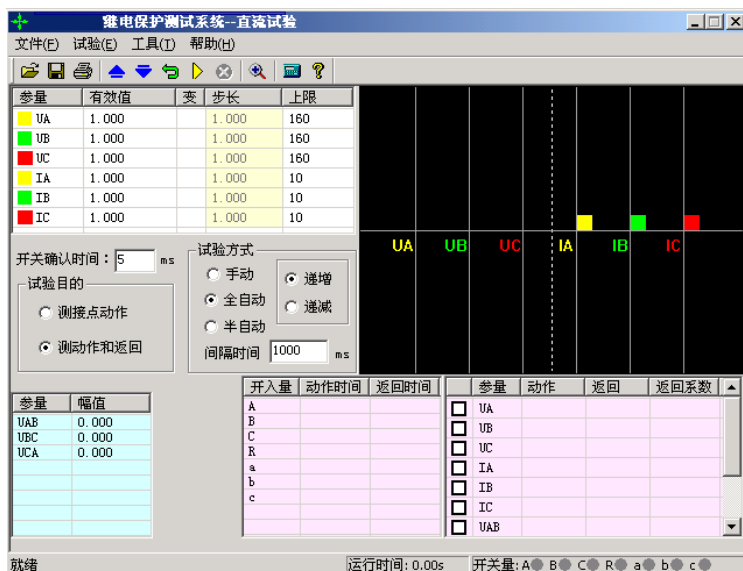 继电保护测试系统--直流试验
文件(F) 试验(E) 工具(T) 帮助(H)
参量 有效值 变 步长 上限
UA 1.000 1.000 160
UB 1.000 1.000 160
UC 1.000 1.000 160
IA 1.000 1.000 10
IB 1.000 1.000 10
IC 1.000 1.000 10
UA UB UC IA IB IC
开关确认时间：5 ms
试验目的
测接点动作
测动作和返回
试验方式
手动
全自动
半自动
递增
递减
间隔时间 1000 ms
参量 幅值
UAB 0.000
UBC 0.000
UCA 0.000
开入量 动作时间 返回时间
A
B
C
R
a
b
c
参量 动作 返回 返回系数
UA
UB
UC
IA
IB
IC
UAB
就绪 运行时间: 0.00s 开关量: A B C R a b c